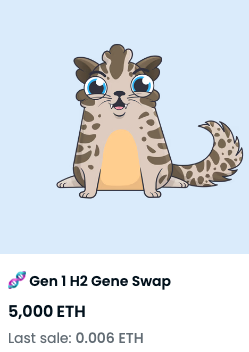 🧬 Gen 1 H2 Gene Swap
5,000 ETH
Last sale: 0.006 ETH